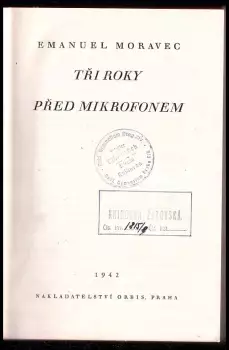 EMANUEL MORAVEC
TŘI ROKY
PŘED MIKROFONEM
1942
NAKLADATELSTVÍ ORBIS, PRAHA